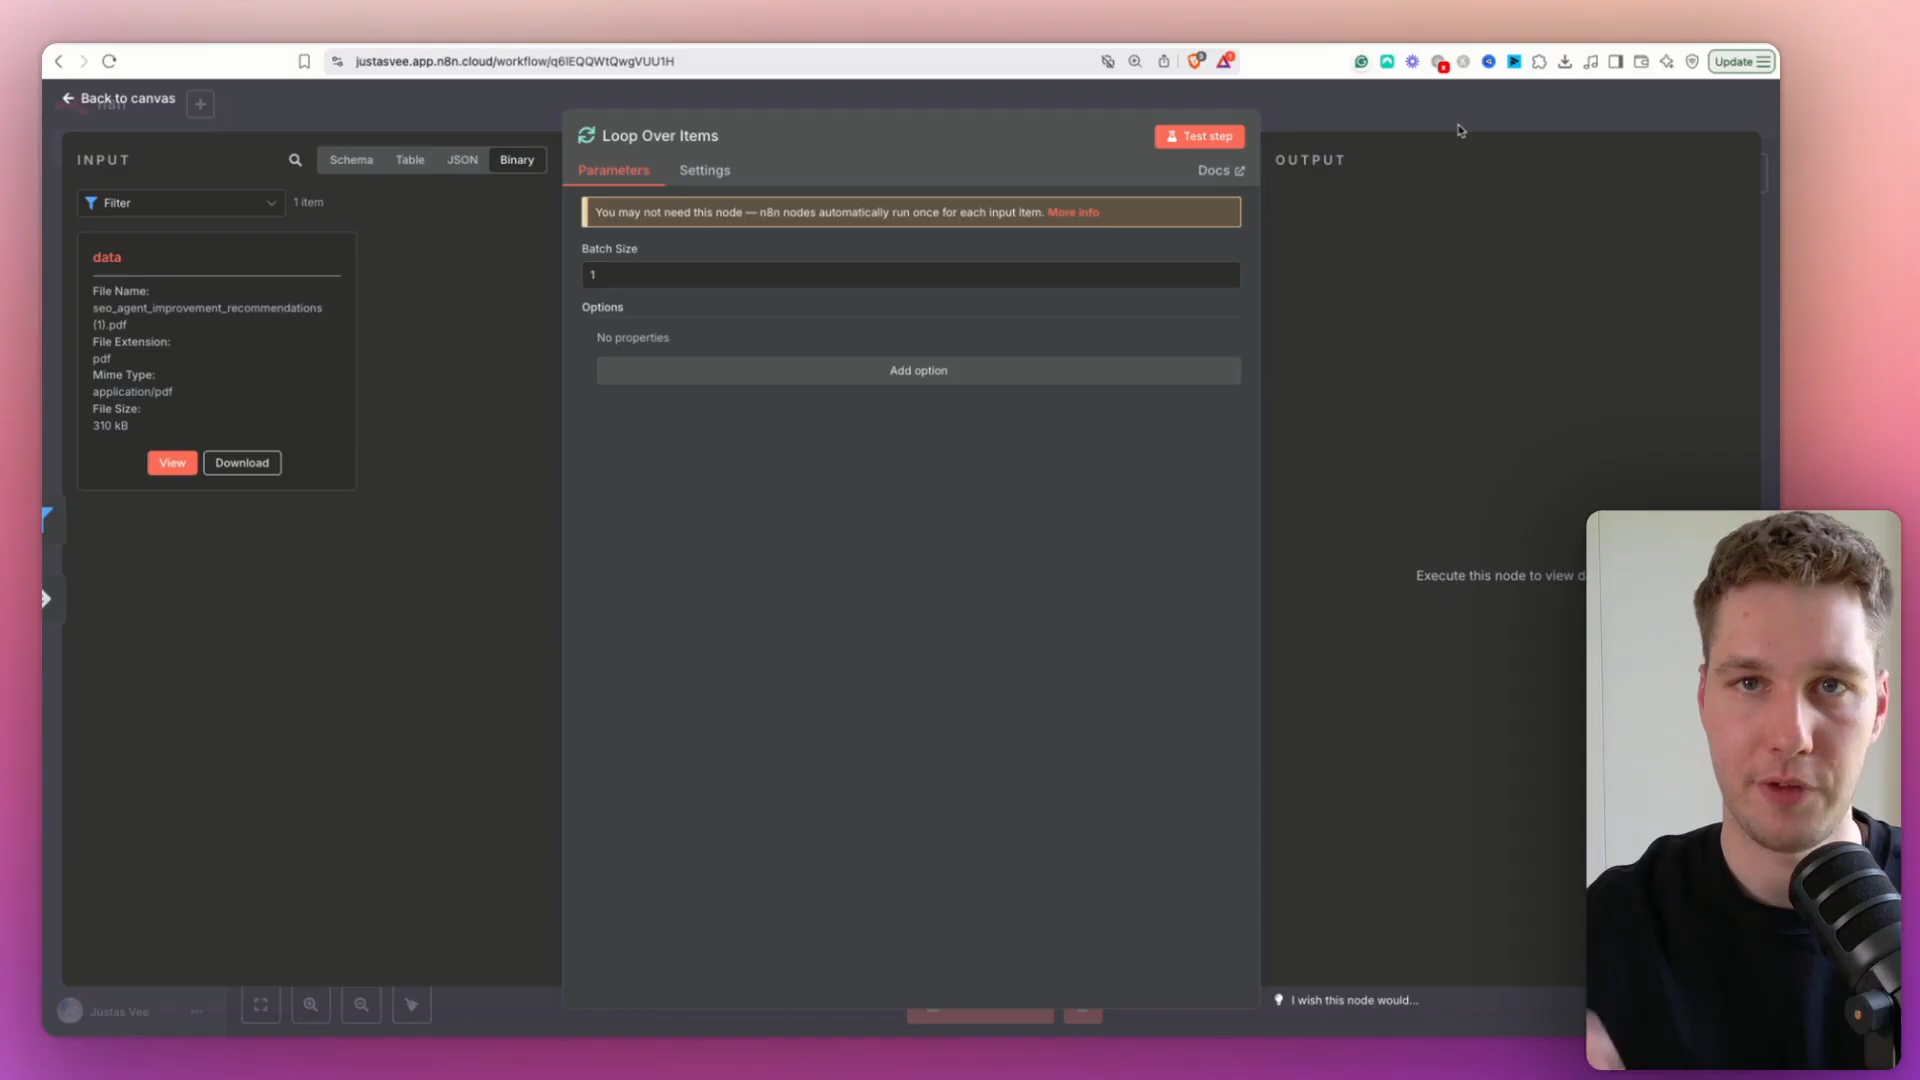 justasvee.app.n8n.cloud/workflow/q6lEQQWtQwgVUU1H
Update
Back to canvas
INPUT
Schema
Table
JSON
Binary
Filter
1 item
data
File Name:
seo_agent_improvement_recommendations
(1).pdf
File Extension:
pdf
Mime Type:
application/pdf
File Size:
310 kB
View
Download
Loop Over Items
Test step
Parameters
Settings
Docs
You may not need this node — n8n nodes automatically run once for each input item. More info
Batch Size
1
Options
No properties
Add option
OUTPUT
Execute this node to view d
I wish this node would...
Justas Vee